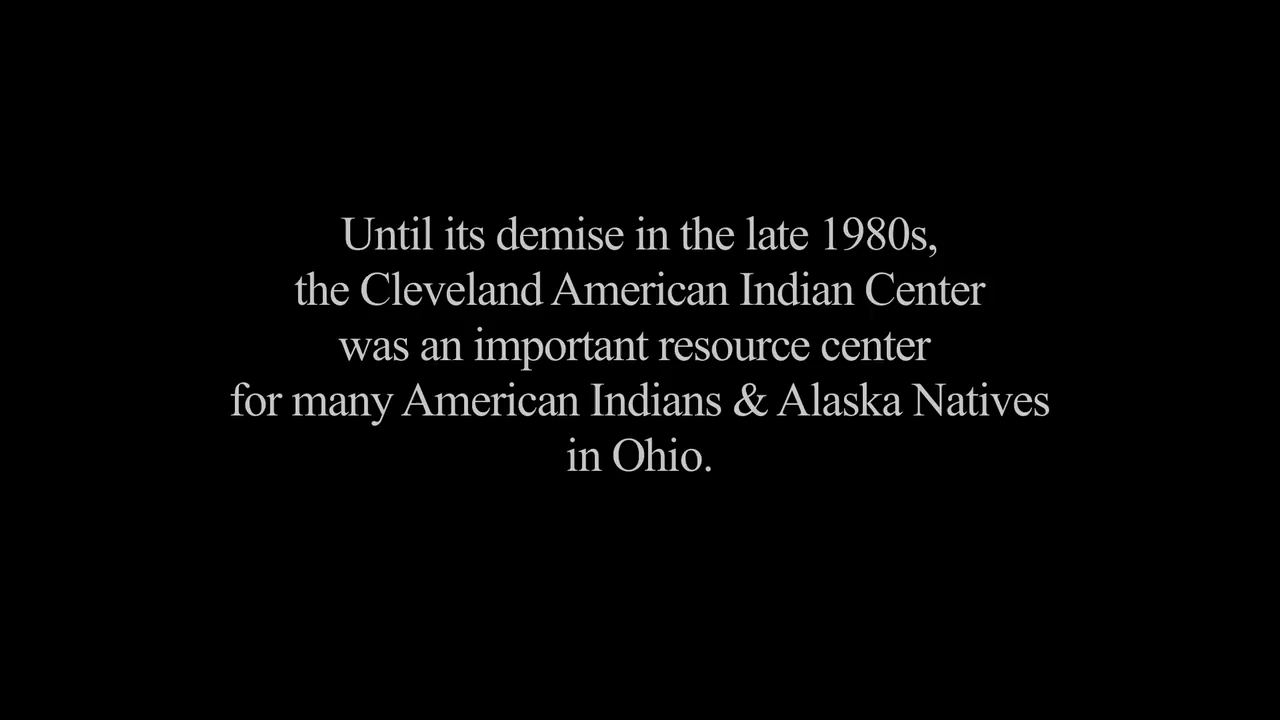 Until its demise in the late 1980s,
the Cleveland American Indian Center
was an important resource center
for many American Indians & Alaska Natives
in Ohio.